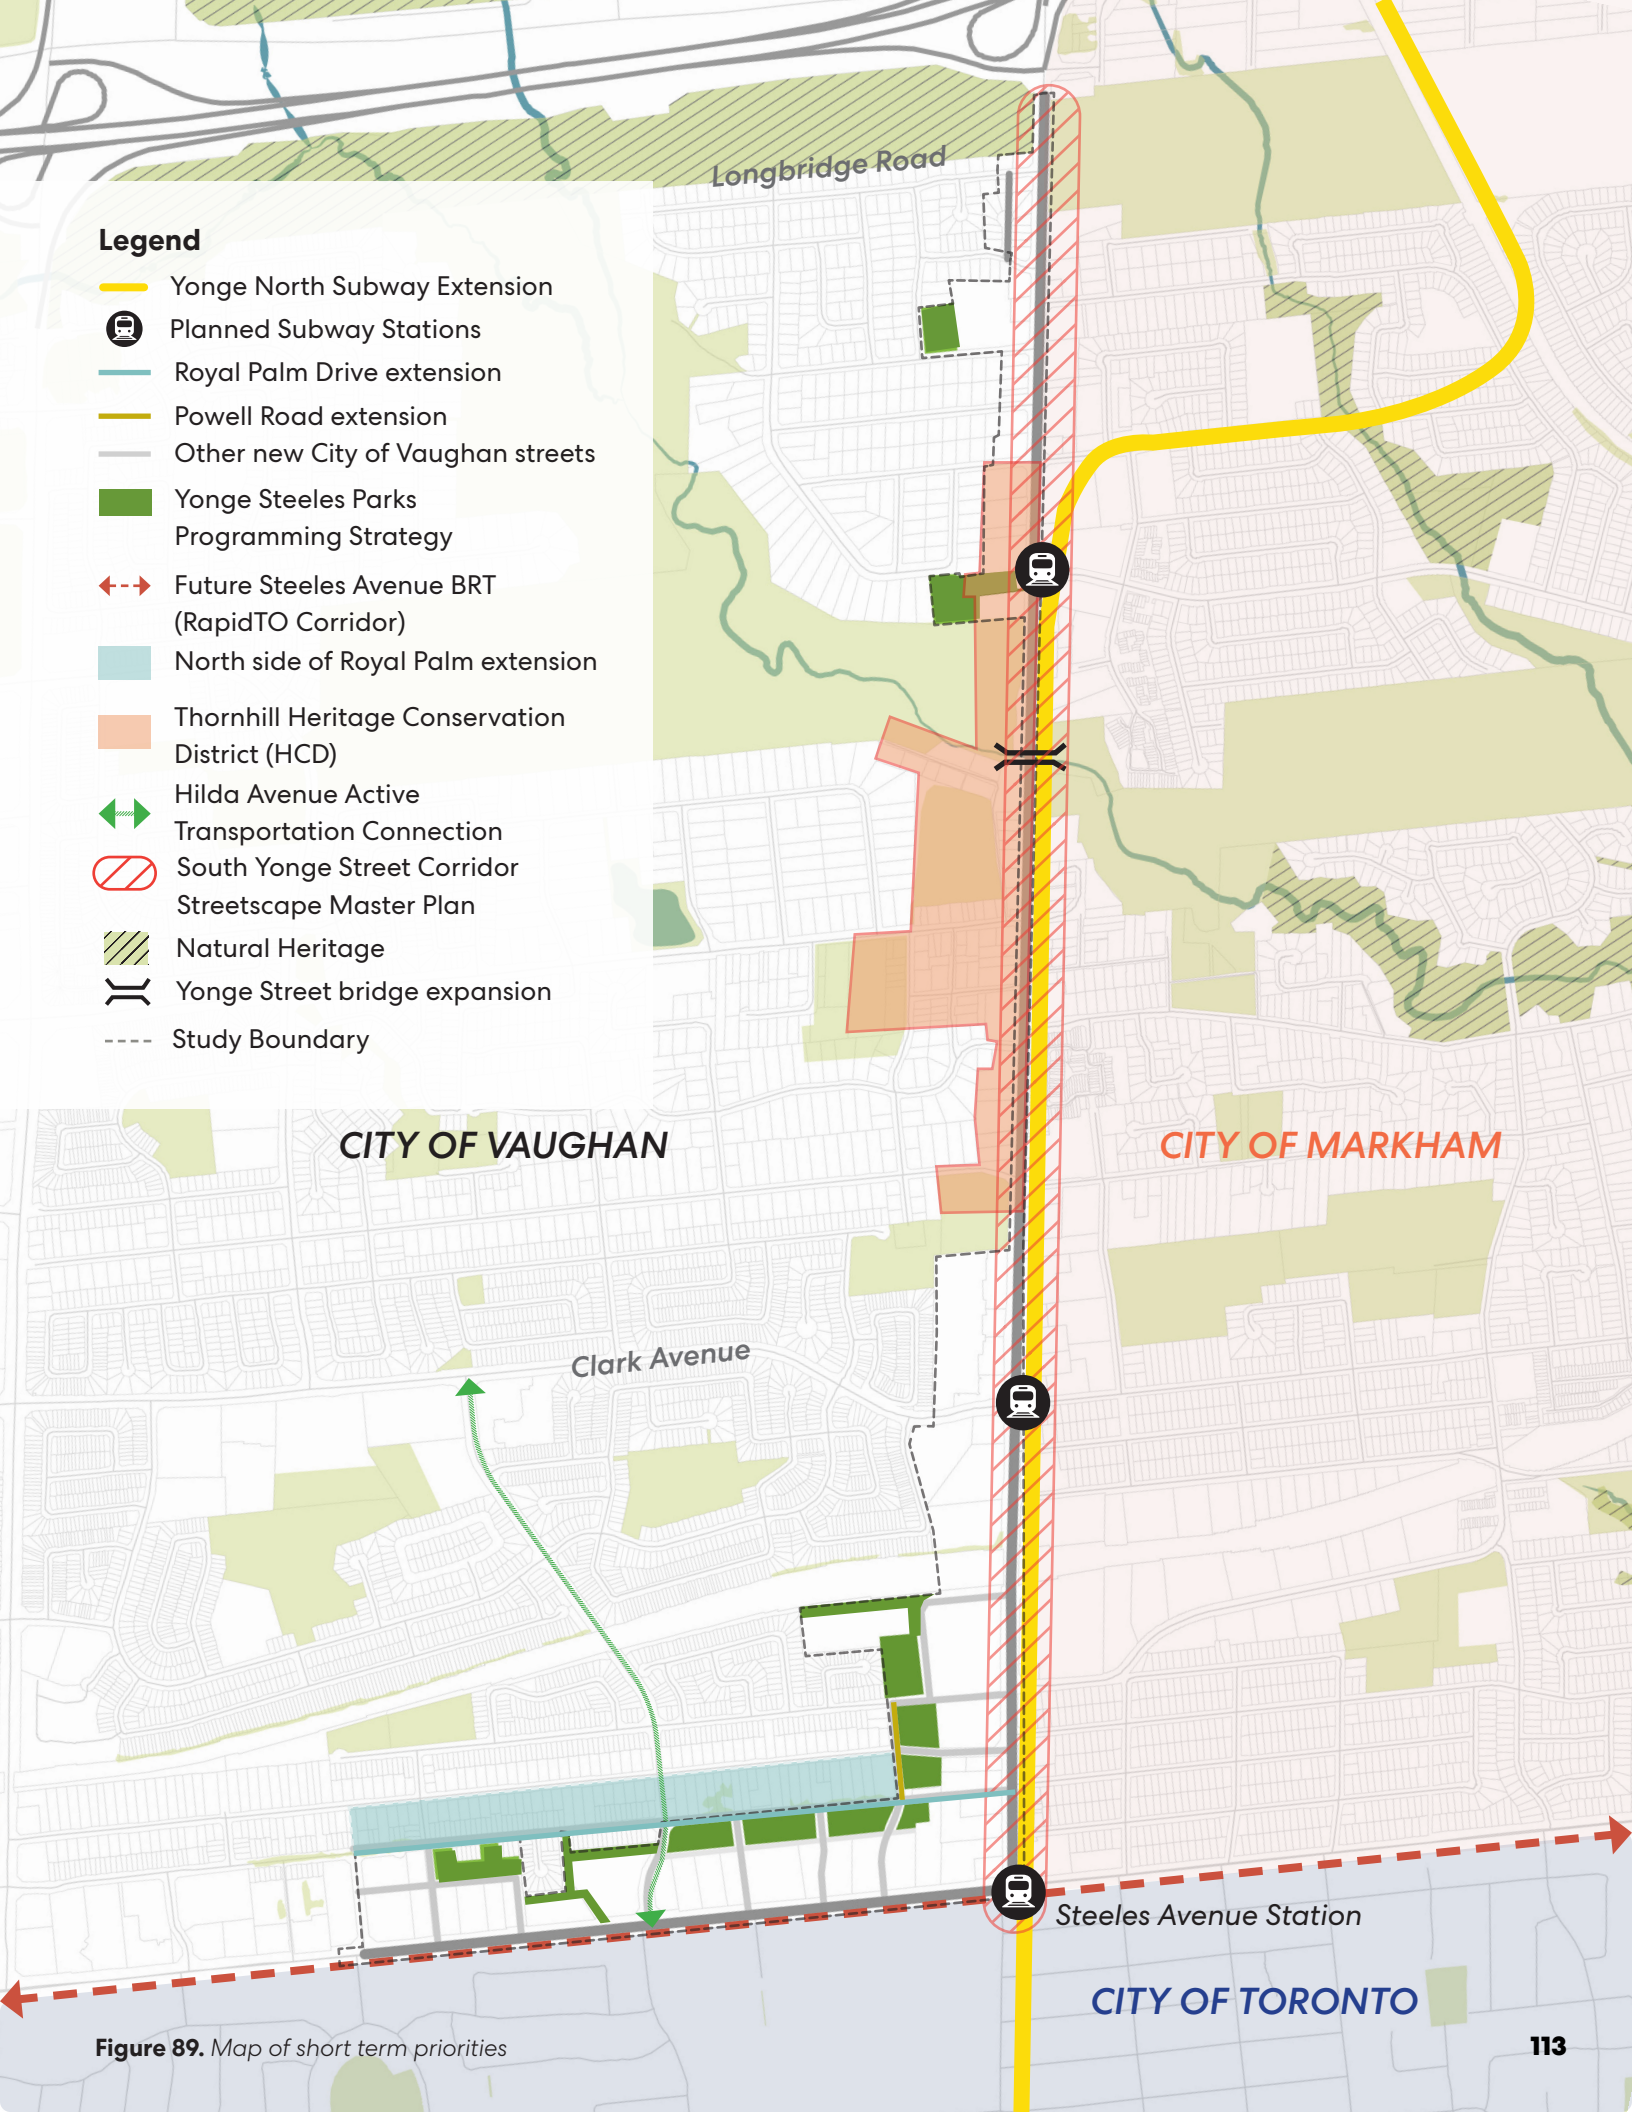 Longbridge Road
Legend
Yonge North Subway Extension
Planned Subway Stations
Royal Palm Drive extension
Powell Road extension
Other new City of Vaughan streets
Yonge Steeles Parks
Programming Strategy
Future Steeles Avenue BRT
(RapidTO Corridor)
North side of Royal Palm extension
Thornhill Heritage Conservation
District (HCD)
Hilda Avenue Active
Transportation Connection
South Yonge Street Corridor
Streetscape Master Plan
Natural Heritage
Yonge Street bridge expansion
Study Boundary
CITY OF VAUGHAN
CITY OF MARKHAM
Clark Avenue
Steeles Avenue Station
CITY OF TORONTO
Figure 89. Map of short term priorities
113